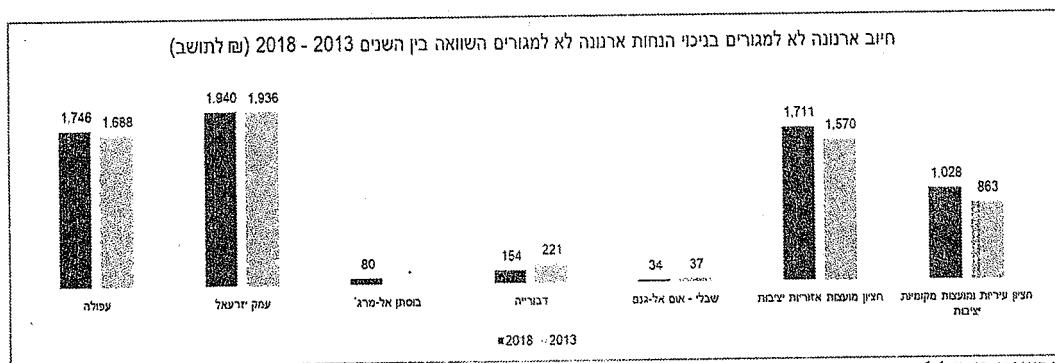 חיוב ארנונה לא למגורים בניכוי הנחות ארנונה לא למגורים השוואה בין השנים 2013 - 2018 (₪ לתושב)
1,746 1.688 1.940 1,936 80 154 221 34 37 1,711 1,570 1,028 863
עפולה עמק יזרעאל בוסתן אל-מרג' דבורייה שבלי - אום אל-גנם חציון מועצות אזוריות יציבות חציון עיריות ומועצות מקומיות
יציבות
2018 2013